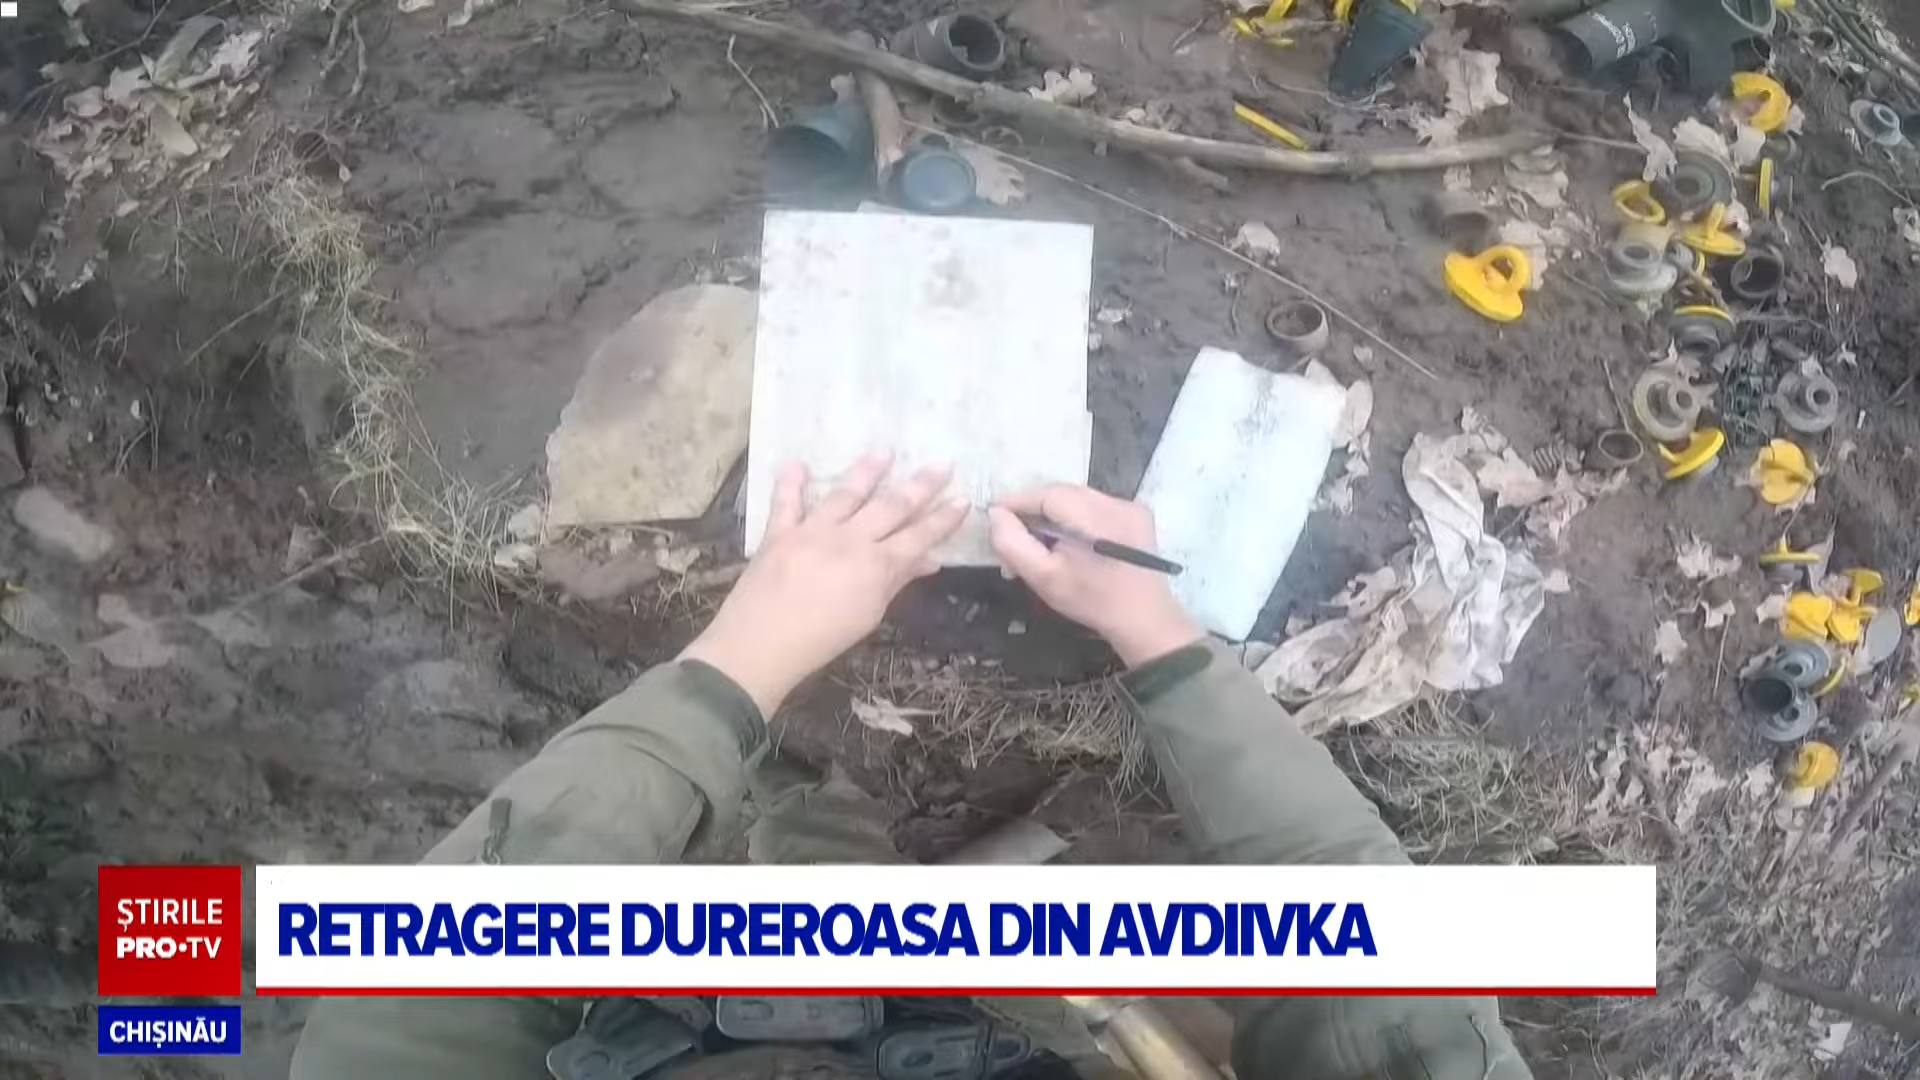 ȘTIRILE
PRO•TV
RETRAGERE DUREROASA DIN AVDIIVKA
CHIȘINĂU